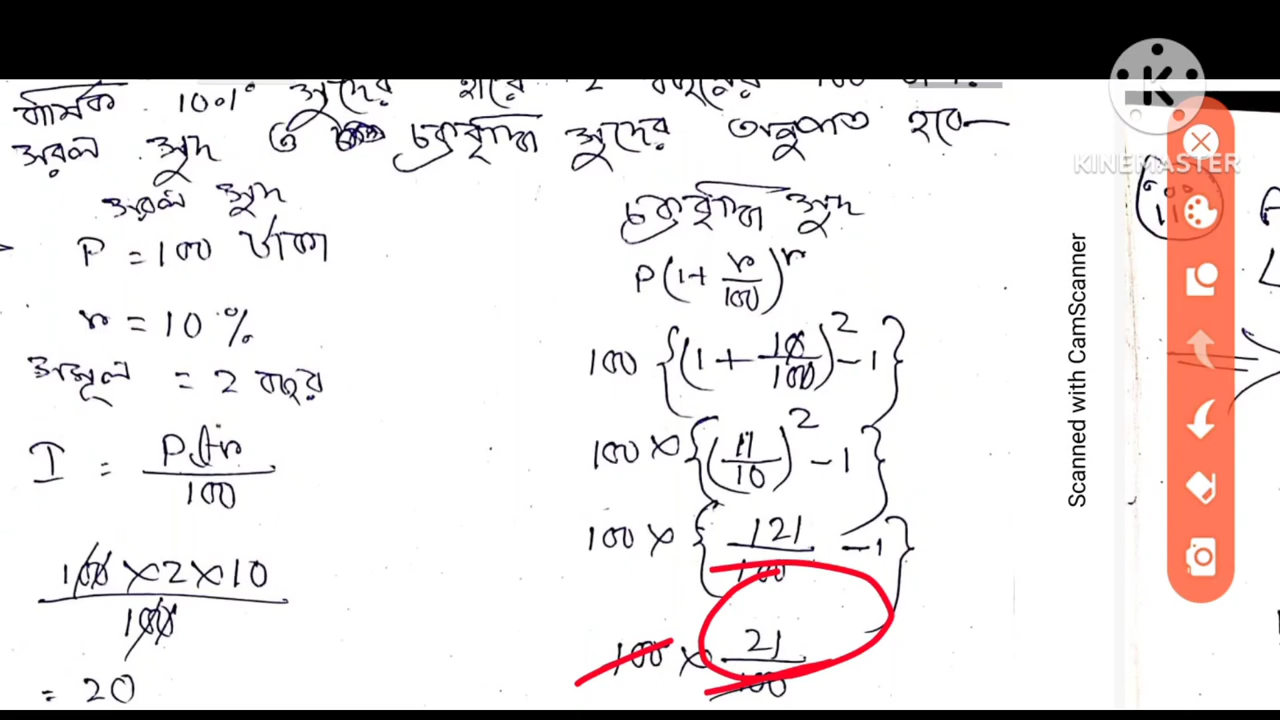 বার্ষিক 10% সুদের হারে 2 বছরের 100
সরল সুদ ও চক্রবৃদ্ধি সুদের অনুপাত হবে—
সরল সুদ
P = 100 টাকা
r = 10 %
= 2 বছর
I = Ptr / 100
100 × 2 × 10 / 100
= 20
চক্রবৃদ্ধি সুদ
P(1 + r/100)^n
100 {(1 + 10/100)^2 - 1}
100 × {(11/10)^2 - 1}
100 × {121/100 - 1}
100 × 21/100
Scanned with CamScanner
KINEMASTER